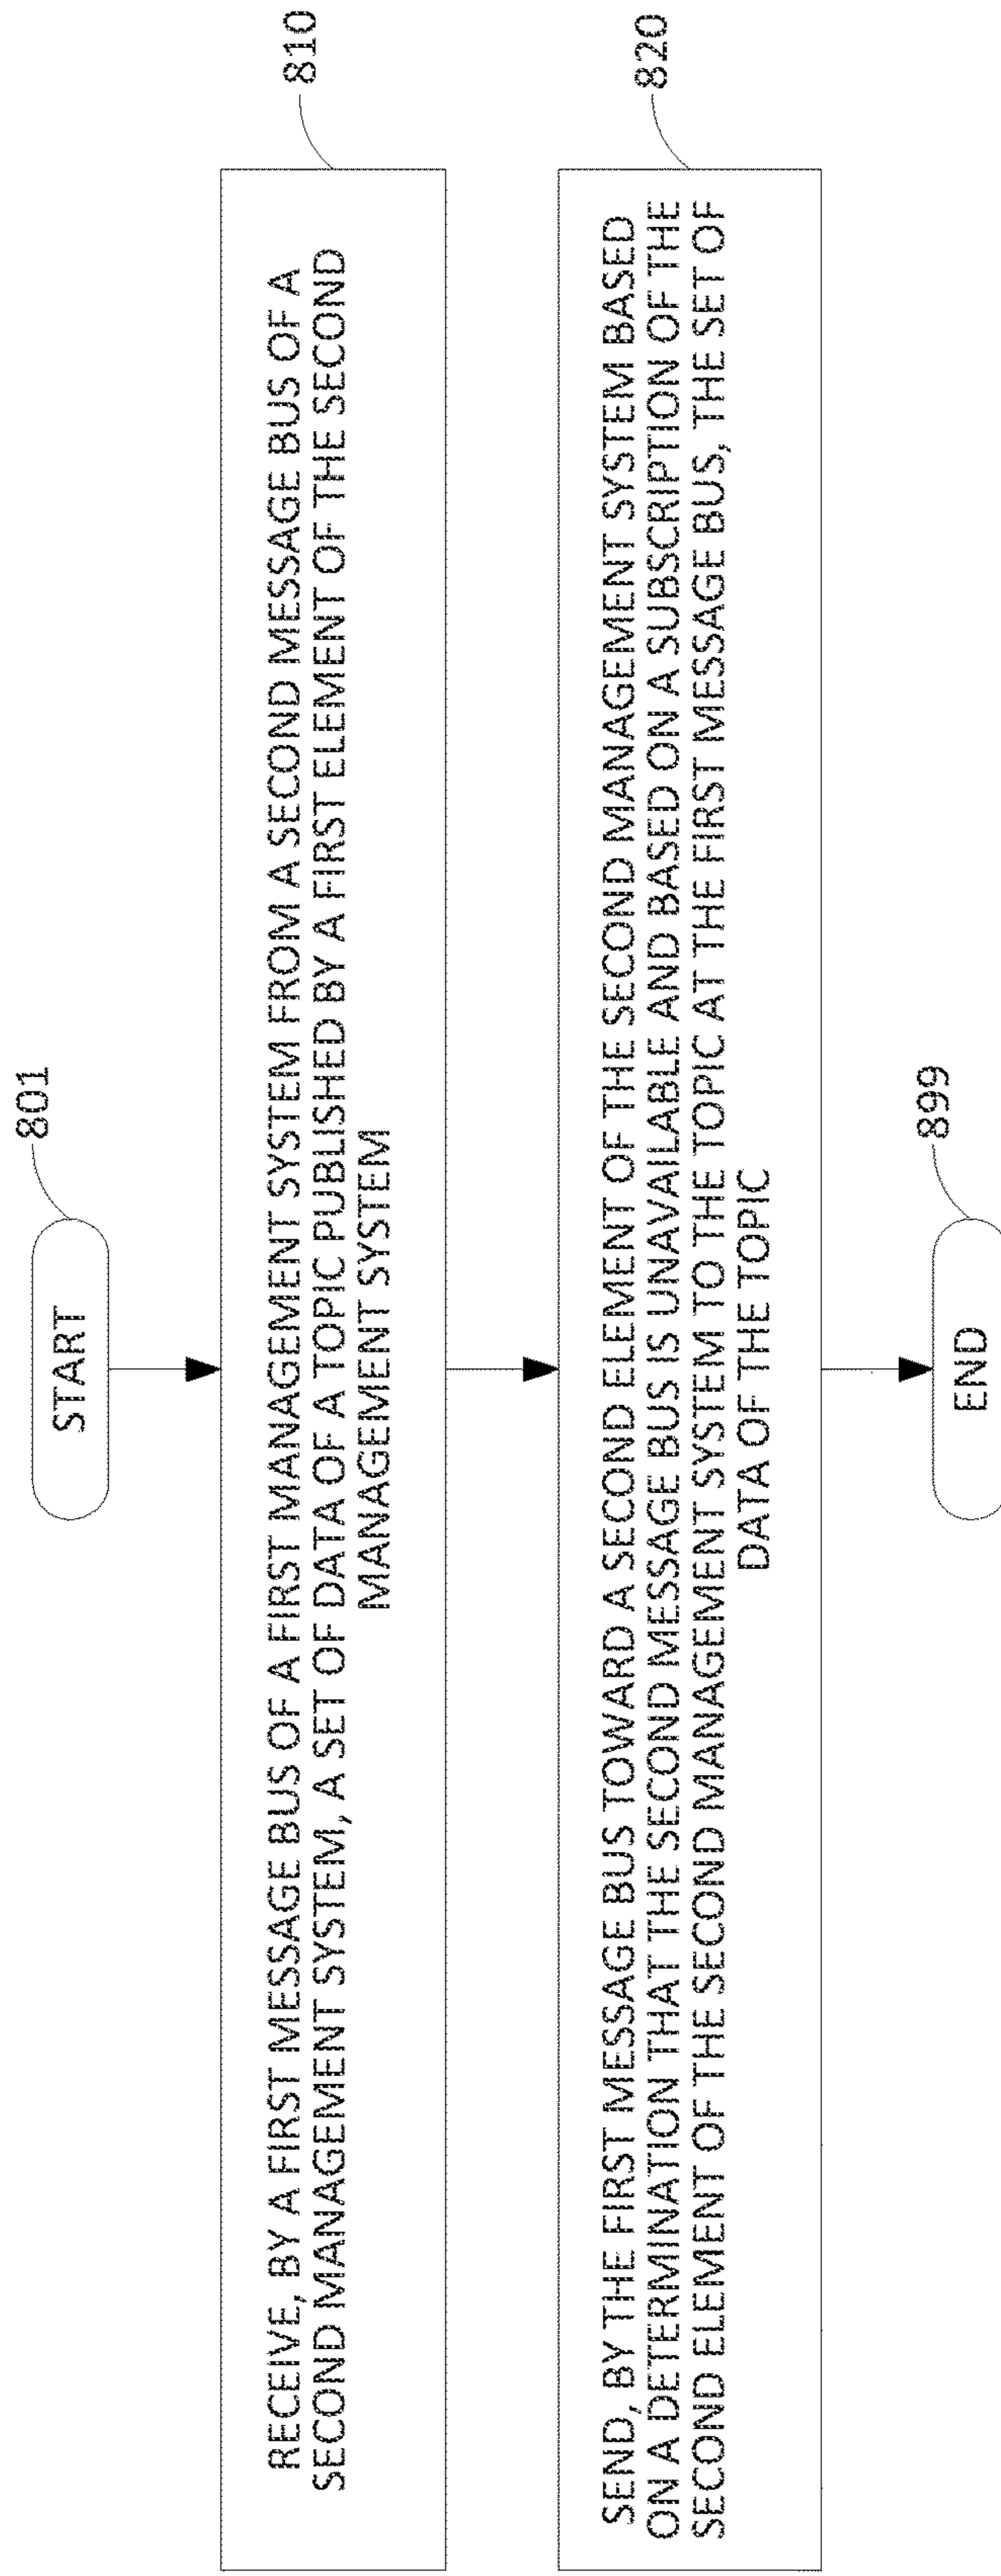 801
START
810
RECEIVE, BY A FIRST MESSAGE BUS OF A FIRST MANAGEMENT SYSTEM FROM A SECOND MESSAGE BUS OF A
SECOND MANAGEMENT SYSTEM, A SET OF DATA OF A TOPIC PUBLISHED BY A FIRST ELEMENT OF THE SECOND
MANAGEMENT SYSTEM
820
SEND, BY THE FIRST MESSAGE BUS TOWARD A SECOND ELEMENT OF THE SECOND MANAGEMENT SYSTEM BASED
ON A DETERMINATION THAT THE SECOND MESSAGE BUS IS UNAVAILABLE AND BASED ON A SUBSCRIPTION OF THE
SECOND ELEMENT OF THE SECOND MANAGEMENT SYSTEM TO THE TOPIC AT THE FIRST MESSAGE BUS, THE SET OF
DATA OF THE TOPIC
899
END